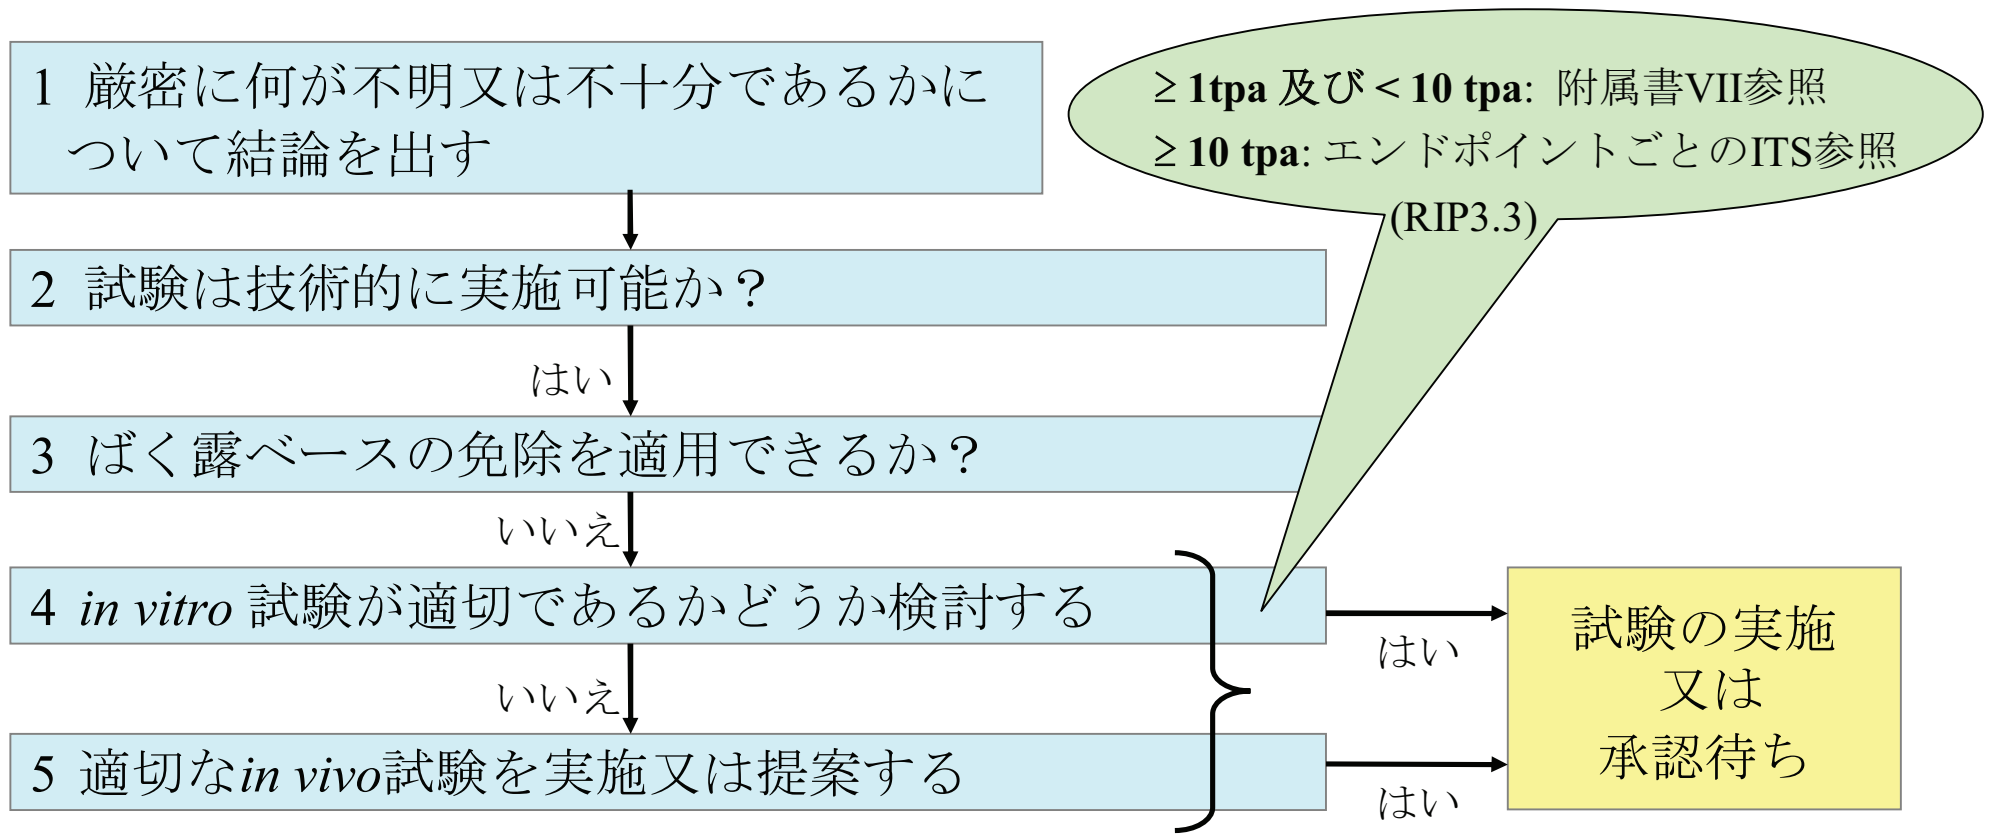 1 厳密に何が不明又は不十分であるかに
ついて結論を出す
≥ 1tpa 及び < 10 tpa: 附属書VII参照
≥ 10 tpa: エンドポイントごとのITS参照
(RIP3.3)
2 試験は技術的に実施可能か？
はい
3 ばく露ベースの免除を適用できるか？
いいえ
4 in vitro 試験が適切であるかどうか検討する
はい
いいえ
5 適切なin vivo試験を実施又は提案する
はい
試験の実施
又は
承認待ち